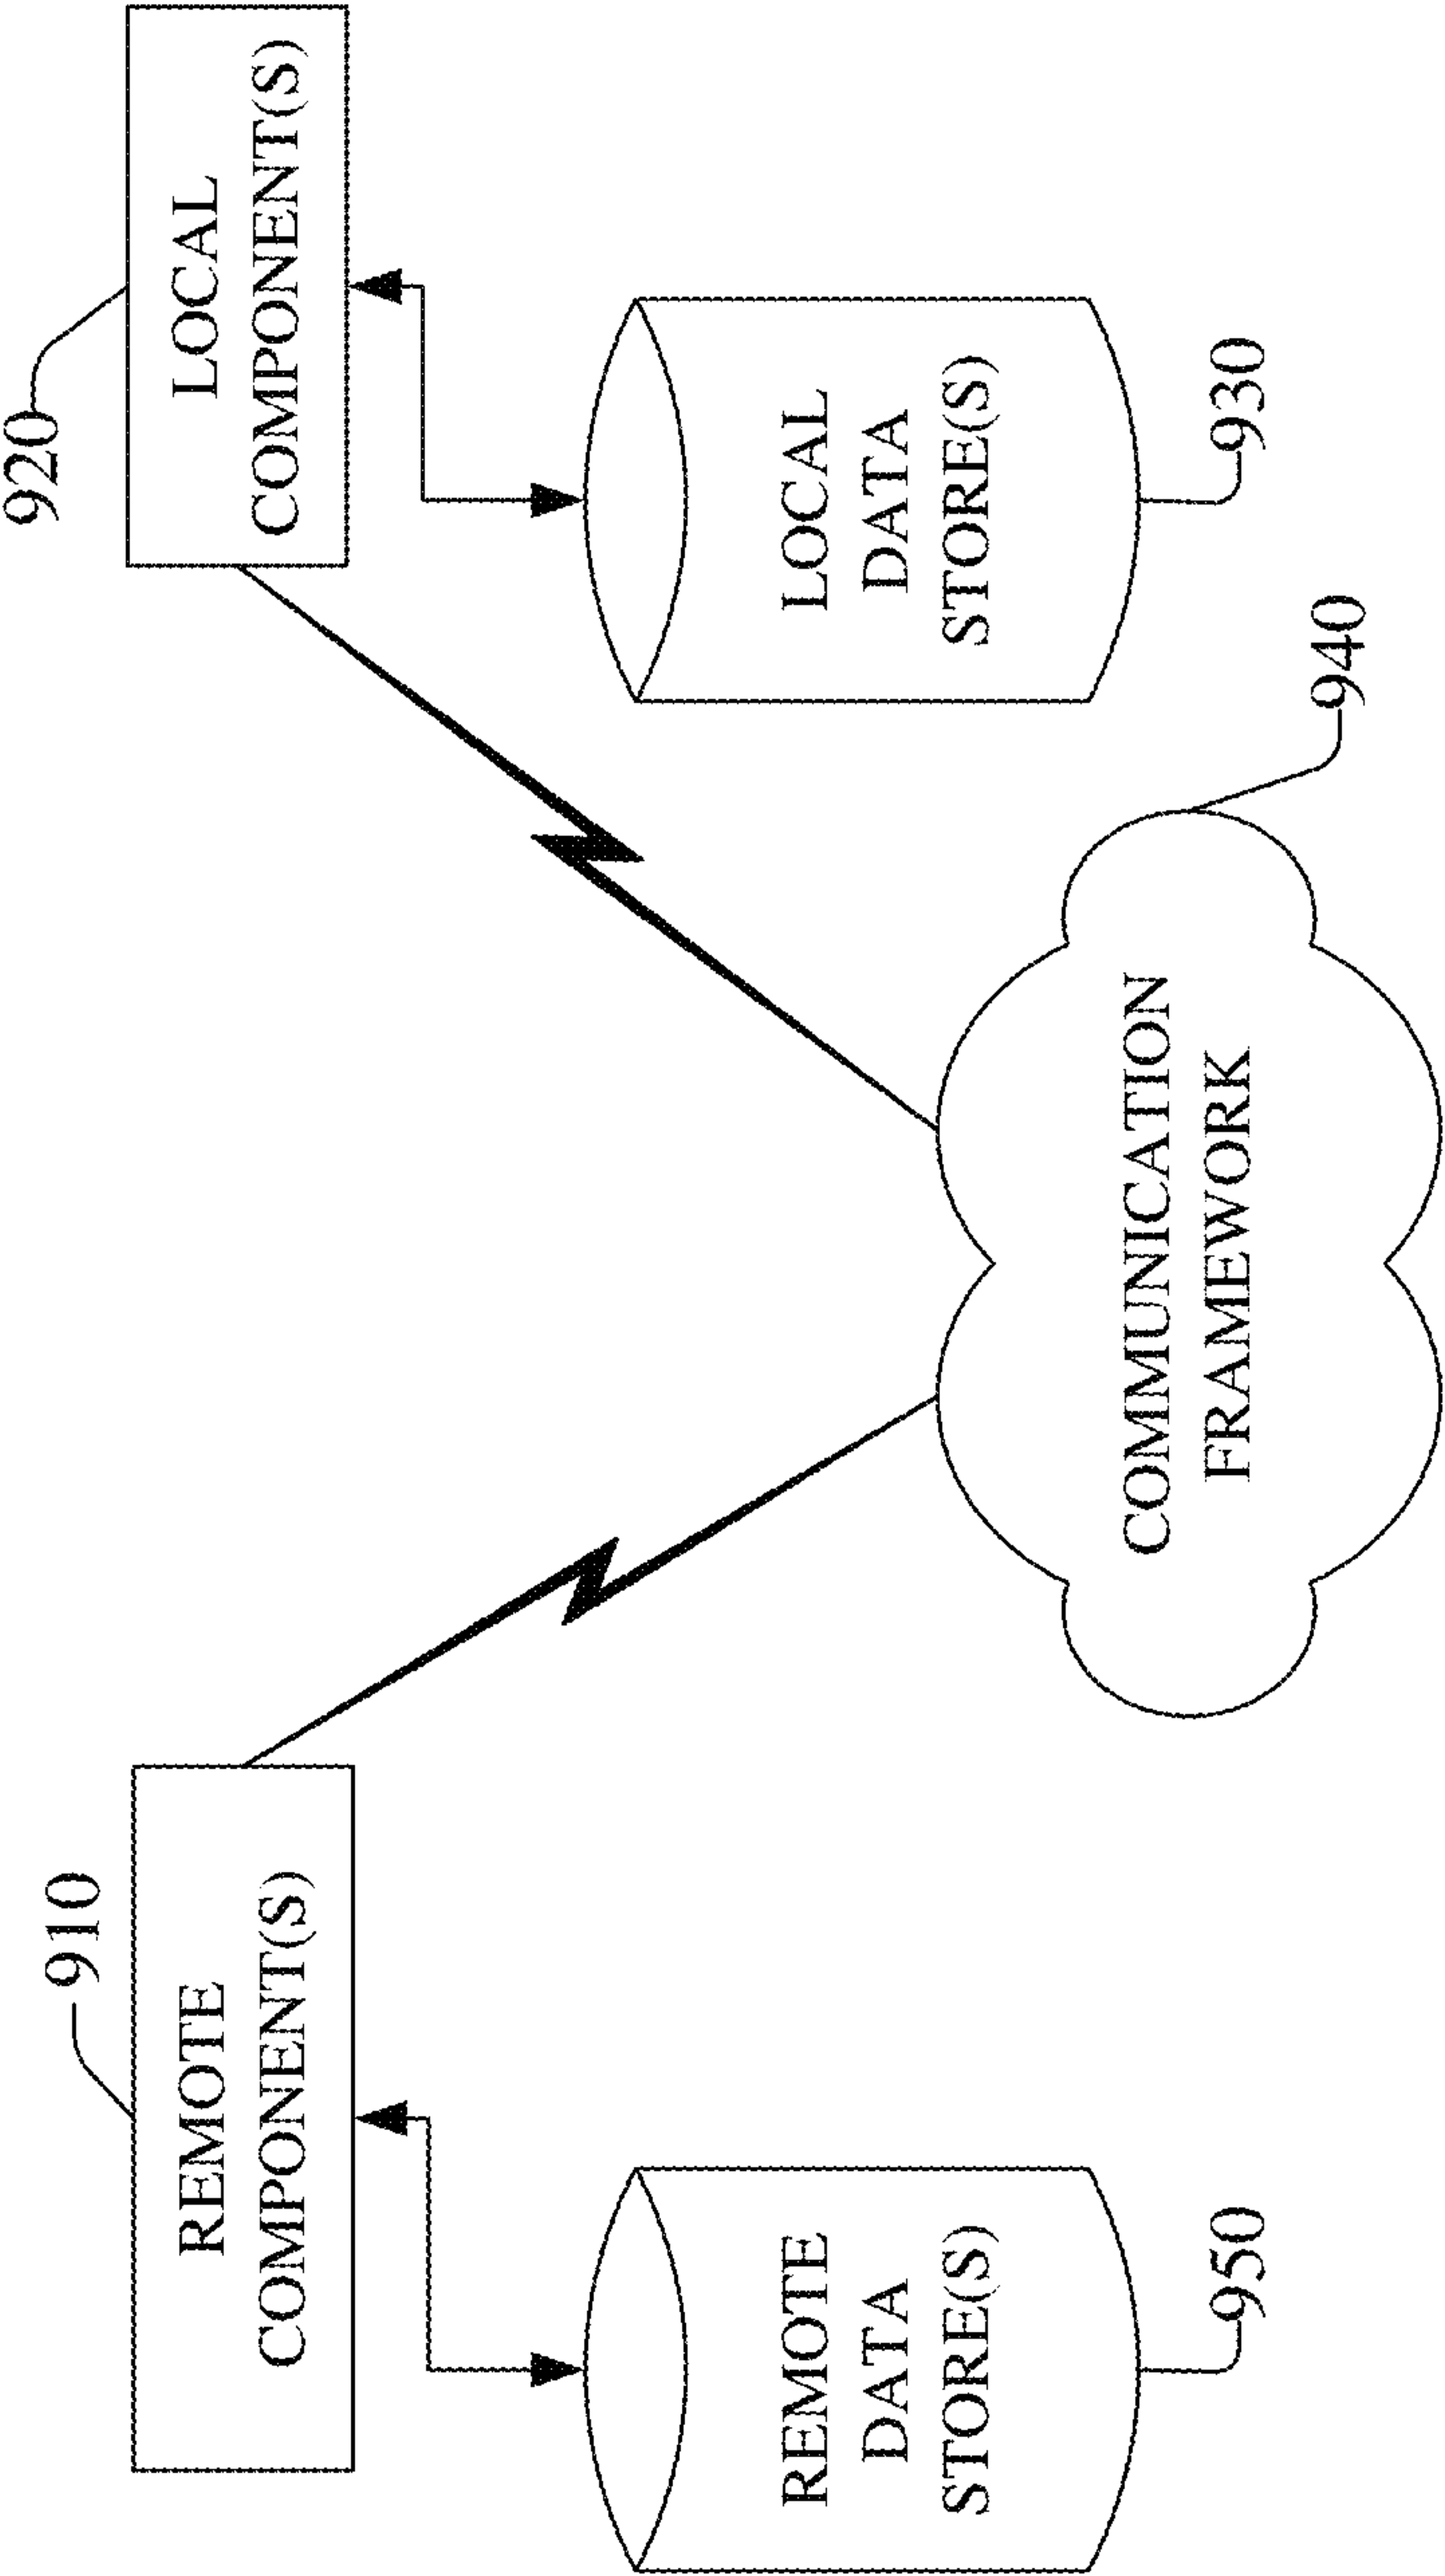 910
REMOTE
COMPONENT(S)
920
LOCAL
COMPONENT(S)
REMOTE
DATA
STORE(S)
950
COMMUNICATION
FRAMEWORK
940
LOCAL
DATA
STORE(S)
930